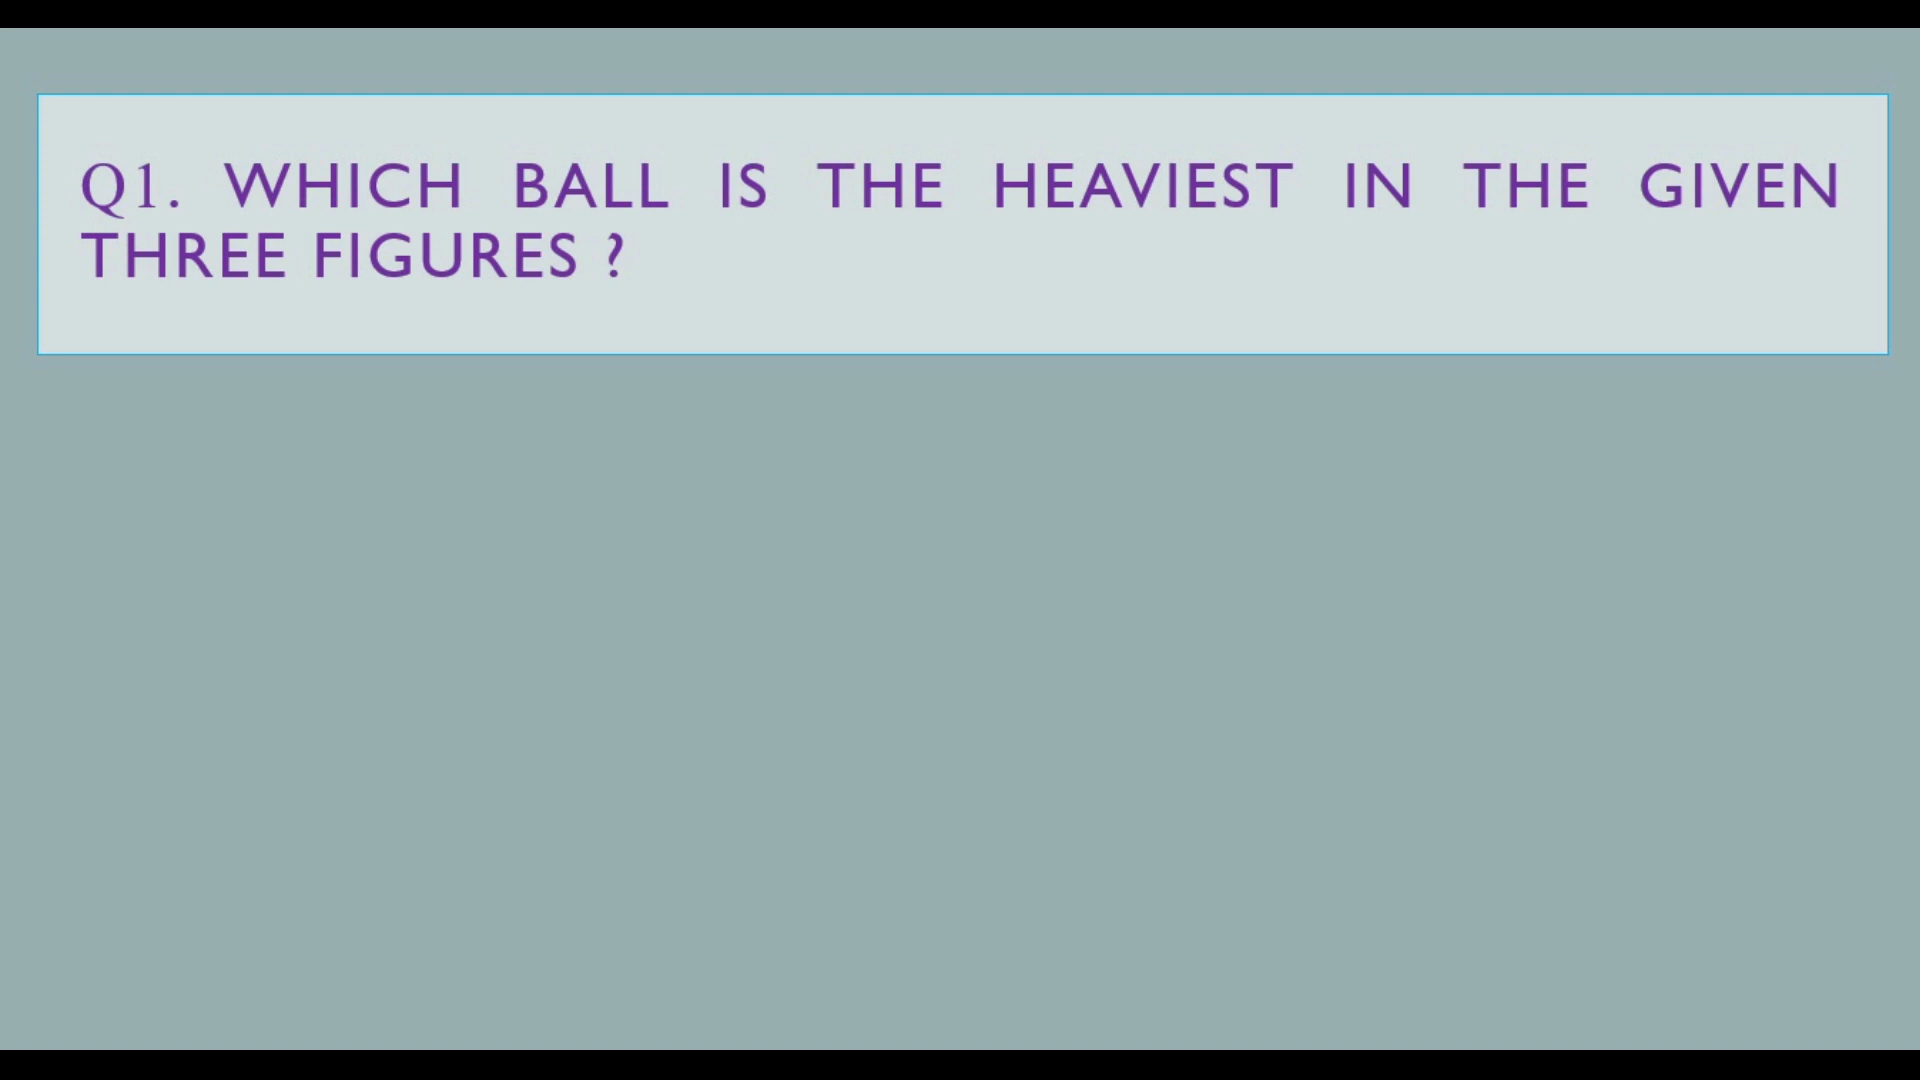 Q1. WHICH BALL IS THE HEAVIEST IN THE GIVEN
THREE FIGURES ?